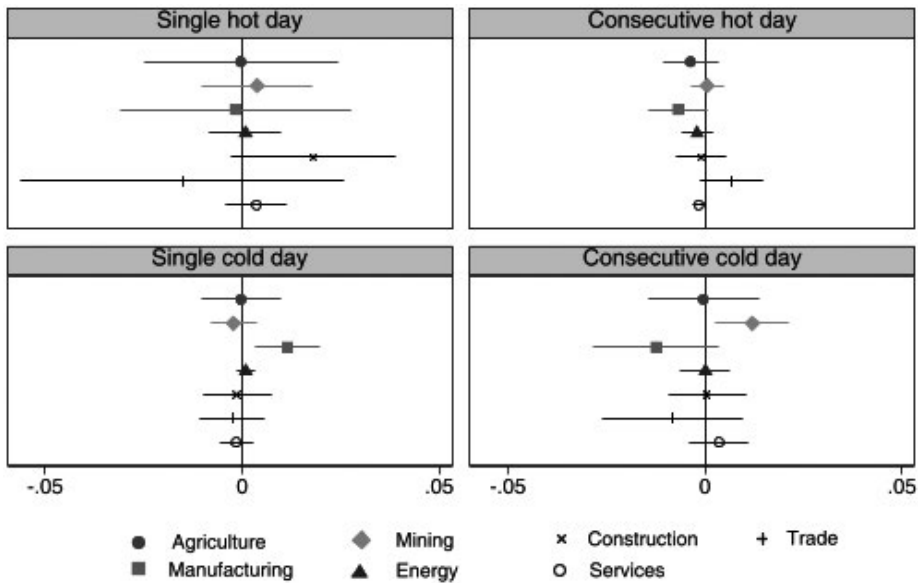 Single hot day
Consecutive hot day
Single cold day
Consecutive cold day
-.05 0 .05 -.05 0 .05
Agriculture Mining Construction Trade
Manufacturing Energy Services